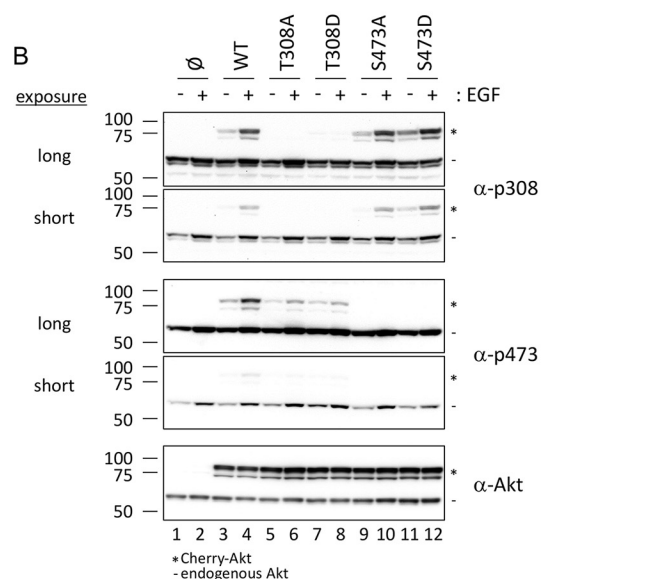 B
Ø WT T308A T308D S473A S473D
exposure - + - + - + - + - + - + : EGF
100
75 *
long -
50
α-p308
100
75 *
short -
50
100
75 *
long -
50
α-p473
100
75 *
short -
50
100
75 *
α-Akt
-
50
1 2 3 4 5 6 7 8 9 10 11 12
* Cherry-Akt
- endogenous Akt